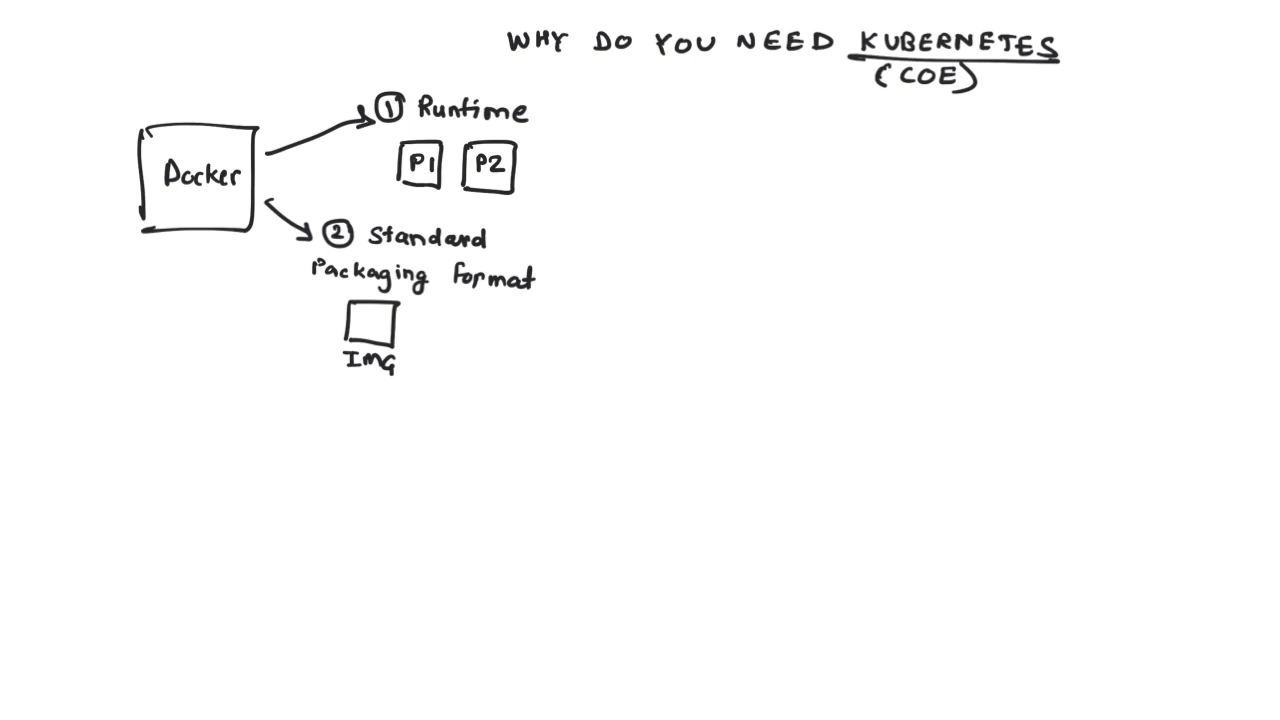 WHY DO YOU NEED KUBERNETES
(COE)
① Runtime
Docker
P1 P2
② Standard
Packaging format
IMG